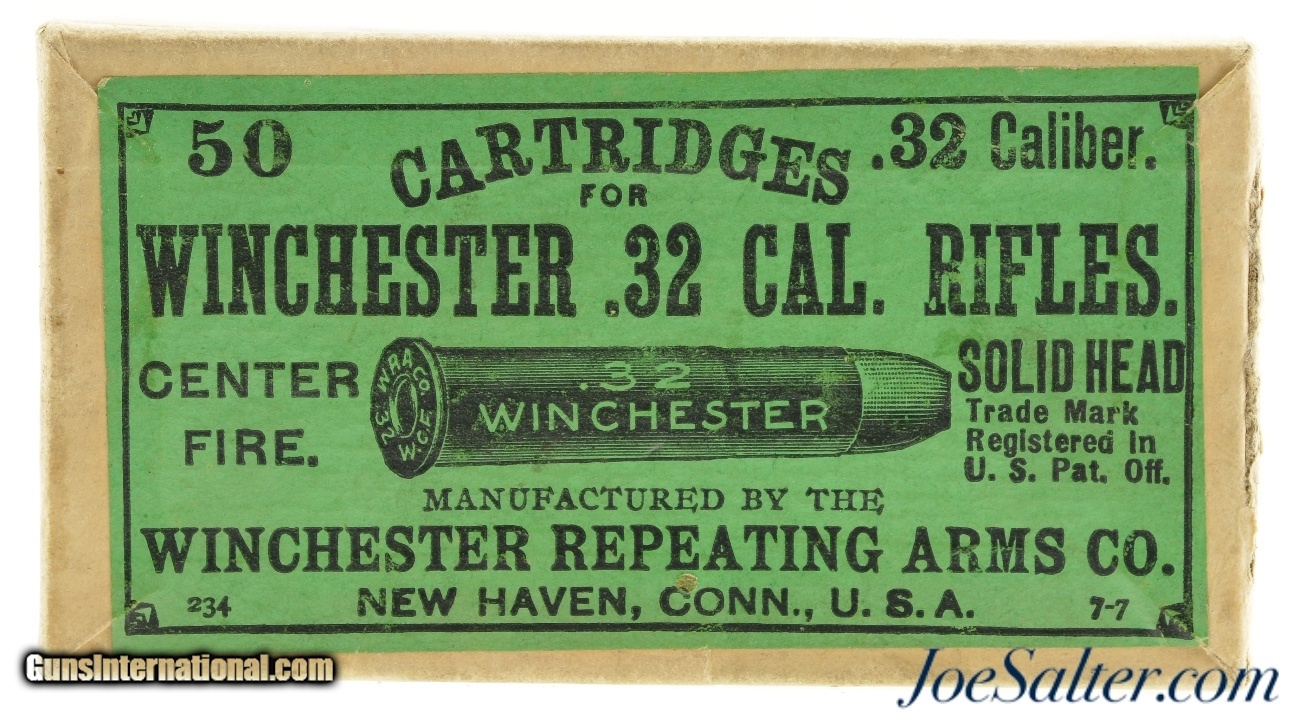 50 CARTRIDGES .32 Caliber.
FOR
WINCHESTER .32 CAL. RIFLES.
CENTER
FIRE.
W.R.A.CO.
32 W.C.F.
.32
WINCHESTER
SOLID HEAD
Trade Mark
Registered in
U. S. Pat. Off.
MANUFACTURED BY THE
WINCHESTER REPEATING ARMS CO.
234 NEW HAVEN, CONN., U. S. A. 7-7
GunsInternational.com
JoeSalter.com